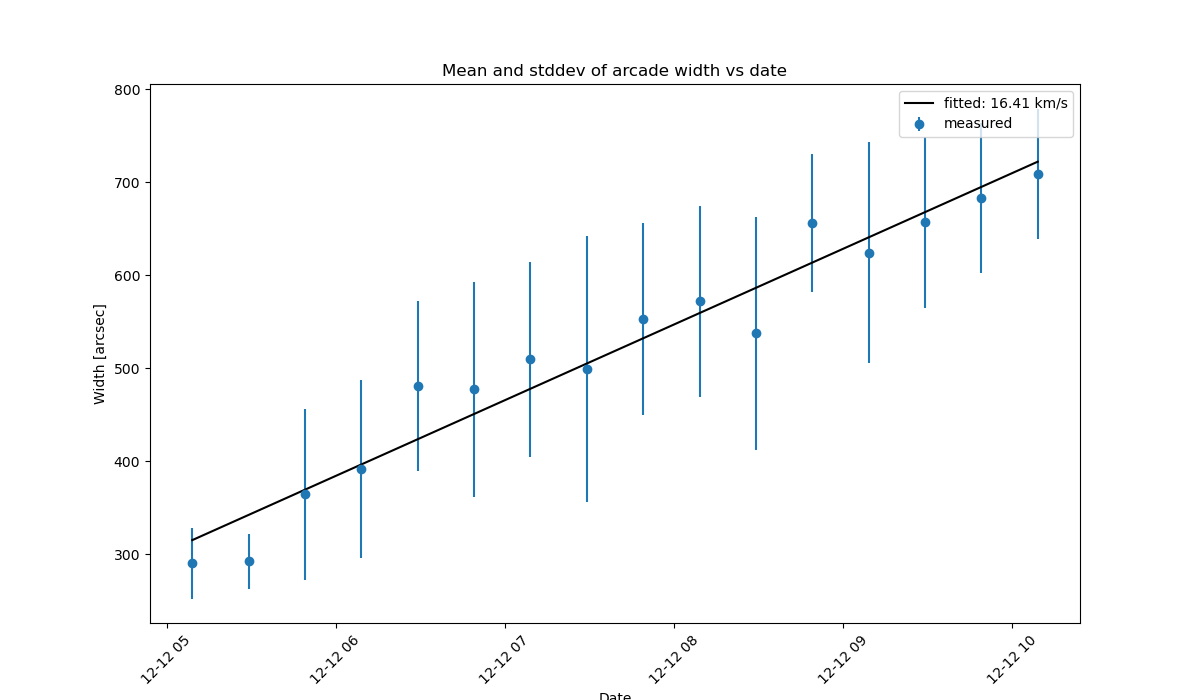 Mean and stddev of arcade width vs date
fitted: 16.41 km/s
measured
Width [arcsec]
800
700
600
500
400
300
12-12 05
12-12 06
12-12 07
12-12 08
12-12 09
12-12 10
Date